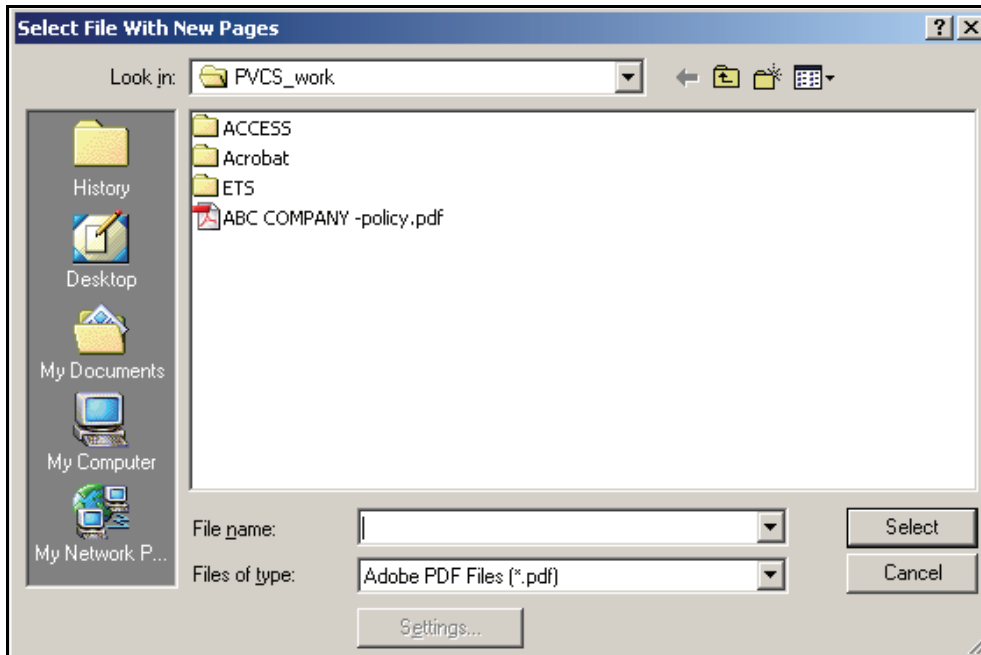 Select File With New Pages
Look in: PVCS_work
History
Desktop
My Documents
My Computer
My Network P...
ACCESS
Acrobat
ETS
ABC COMPANY -policy.pdf
File name:
Select
Files of type: Adobe PDF Files (*.pdf)
Cancel
Settings...